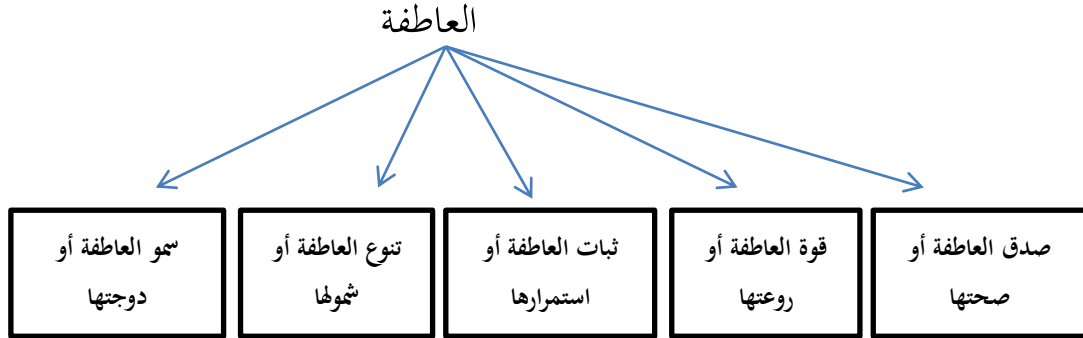 العاطفة
صدق العاطفة أو
صحتها
قوة العاطفة أو
روعتها
ثبات العاطفة أو
استمرارها
تنوع العاطفة أو
شمولها
سمو العاطفة أو
دوجتها